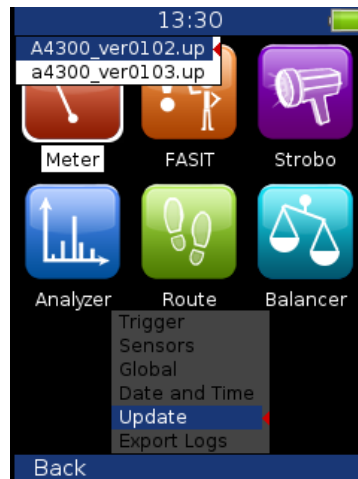 13:30
A4300_ver0102.up
a4300_ver0103.up
Meter
FASIT
Strobo
Analyzer
Route
Balancer
Trigger
Sensors
Global
Date and Time
Update
Export Logs
Back